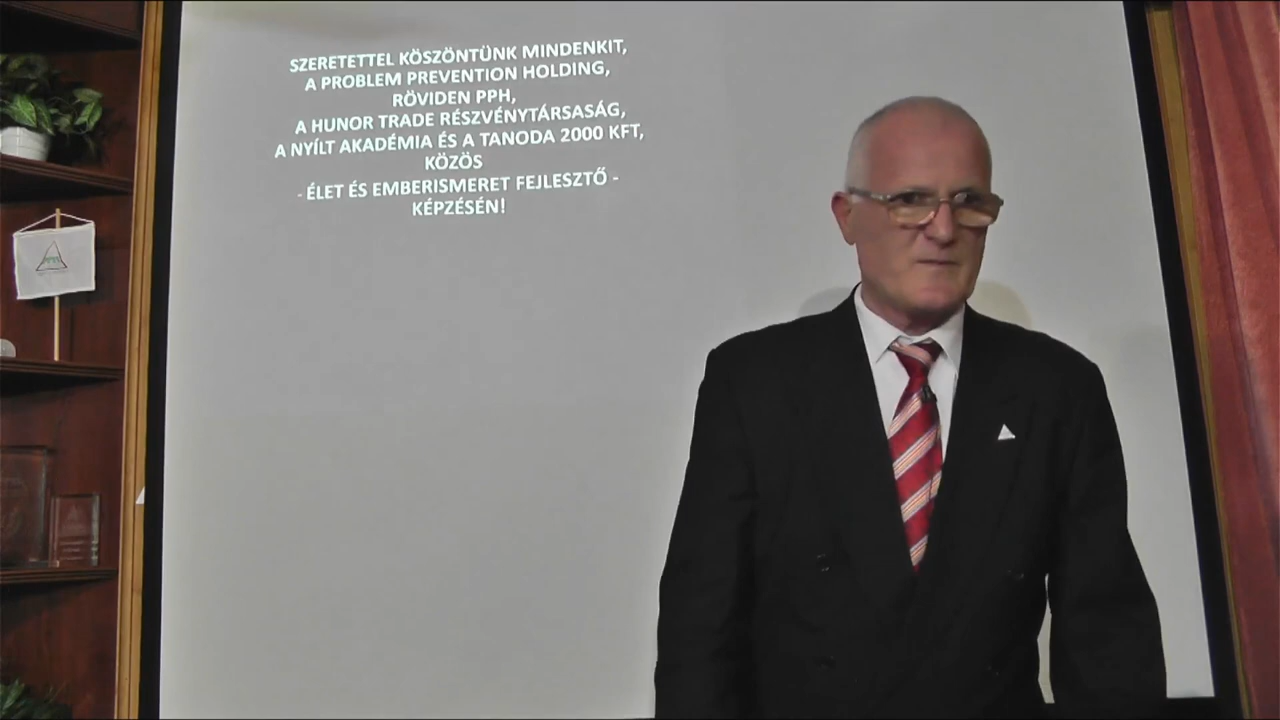 SZERETETTEL KÖSZÖNTÜNK MINDENKIT,
A PROBLEM PREVENTION HOLDING,
RÖVIDEN PPH,
A HUNOR TRADE RÉSZVÉNYTÁRSASÁG,
A NYÍLT AKADÉMIA ÉS A TANODA 2000 KFT,
KÖZÖS
- ÉLET ÉS EMBERISMERET FEJLESZTŐ -
KÉPZÉSÉN!